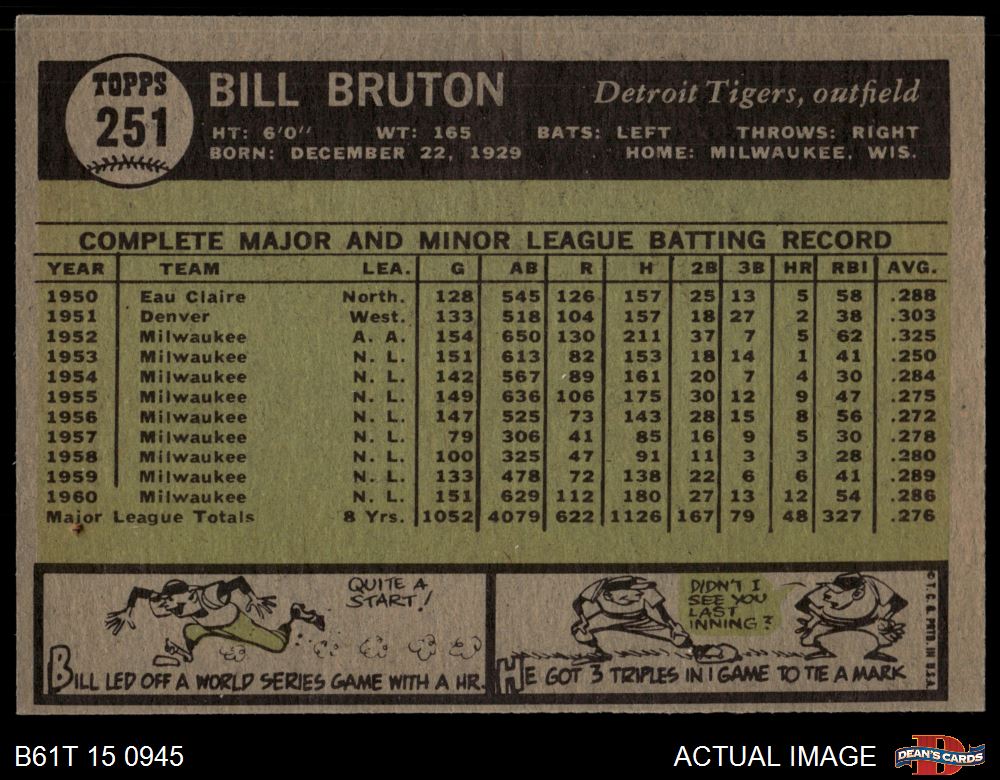 TOPPS
251
BILL BRUTON
Detroit Tigers, outfield
HT: 6'0" WT: 165 BATS: LEFT THROWS: RIGHT
BORN: DECEMBER 22, 1929 HOME: MILWAUKEE, WIS.
COMPLETE MAJOR AND MINOR LEAGUE BATTING RECORD
YEAR TEAM LEA. G AB R H 2B 3B HR RBI AVG.
1950 Eau Claire North. 128 545 126 157 25 13 5 58 .288
1951 Denver West. 133 518 104 157 18 27 2 38 .303
1952 Milwaukee A. A. 154 650 130 211 37 7 5 62 .325
1953 Milwaukee N. L. 151 613 82 153 18 14 1 41 .250
1954 Milwaukee N. L. 142 567 89 161 20 7 4 30 .284
1955 Milwaukee N. L. 149 636 106 175 30 12 9 47 .275
1956 Milwaukee N. L. 147 525 73 143 28 15 8 56 .272
1957 Milwaukee N. L. 79 306 41 85 16 9 5 30 .278
1958 Milwaukee N. L. 100 325 47 91 11 3 3 28 .280
1959 Milwaukee N. L. 133 478 72 138 22 6 6 41 .289
1960 Milwaukee N. L. 151 629 112 180 27 13 12 54 .286
Major League Totals 8 Yrs. 1052 4079 622 1126 167 79 48 327 .276
QUITE A
START!
BILL LED OFF A WORLD SERIES GAME WITH A HR.
DIDN'T I
SEE YOU
LAST
INNING?
HE GOT 3 TRIPLES IN 1 GAME TO TIE A MARK
© T. C. G. PRTD. IN U.S.A.
B61T 15 0945
ACTUAL IMAGE
DEAN'S CARDS